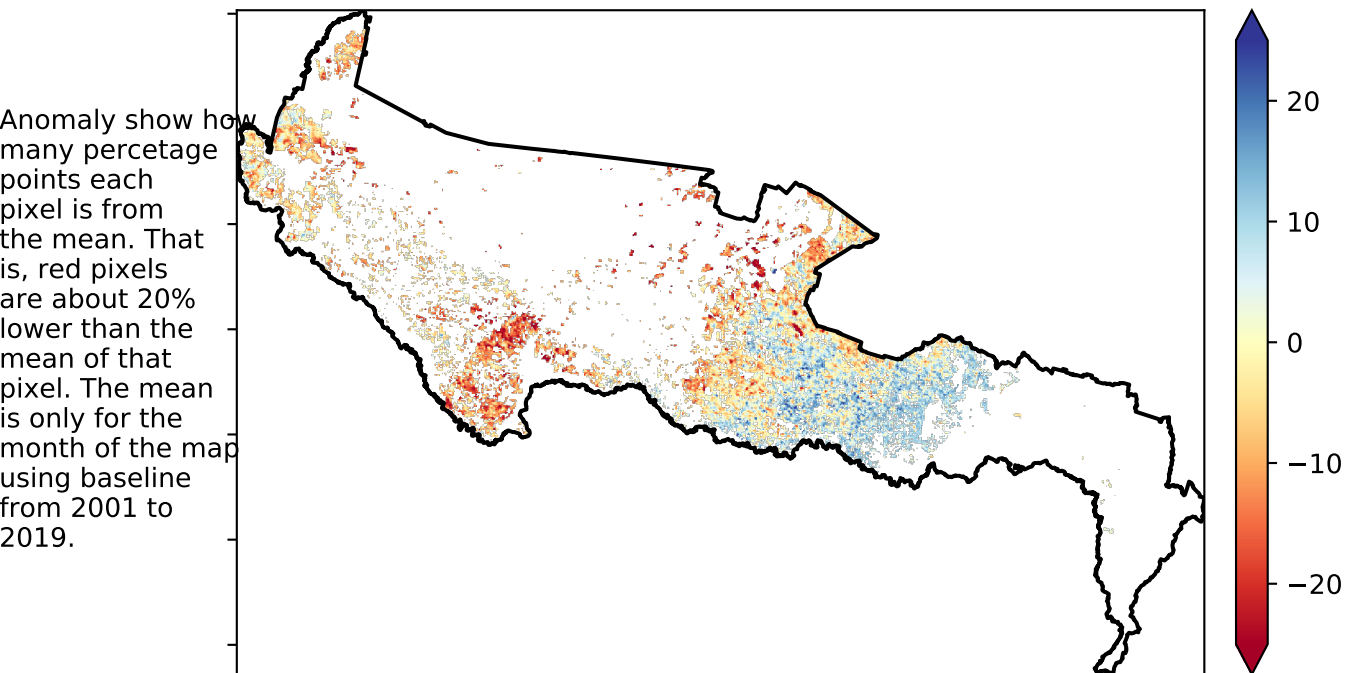 Anomaly show how
many percetage
points each
pixel is from
the mean. That
is, red pixels
are about 20%
lower than the
mean of that
pixel. The mean
is only for the
month of the map
using baseline
from 2001 to
2019.
20
10
0
−10
−20